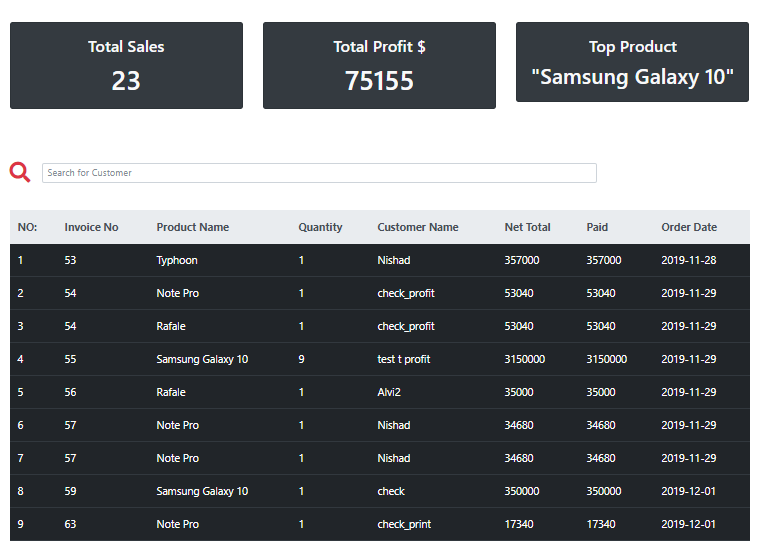 Total Sales Total Profit $ Top Product
23 75155 "Samsung Galaxy 10"
Search for Customer
NO: Invoice No Product Name Quantity Customer Name Net Total Paid Order Date
1 53 Typhoon 1 Nishad 357000 357000 2019-11-28
2 54 Note Pro 1 check_profit 53040 53040 2019-11-29
3 54 Rafale 1 check_profit 53040 53040 2019-11-29
4 55 Samsung Galaxy 10 9 test t profit 3150000 3150000 2019-11-29
5 56 Rafale 1 Alvi2 35000 35000 2019-11-29
6 57 Note Pro 1 Nishad 34680 34680 2019-11-29
7 57 Note Pro 1 Nishad 34680 34680 2019-11-29
8 59 Samsung Galaxy 10 1 check 350000 350000 2019-12-01
9 63 Note Pro 1 check_print 17340 17340 2019-12-01